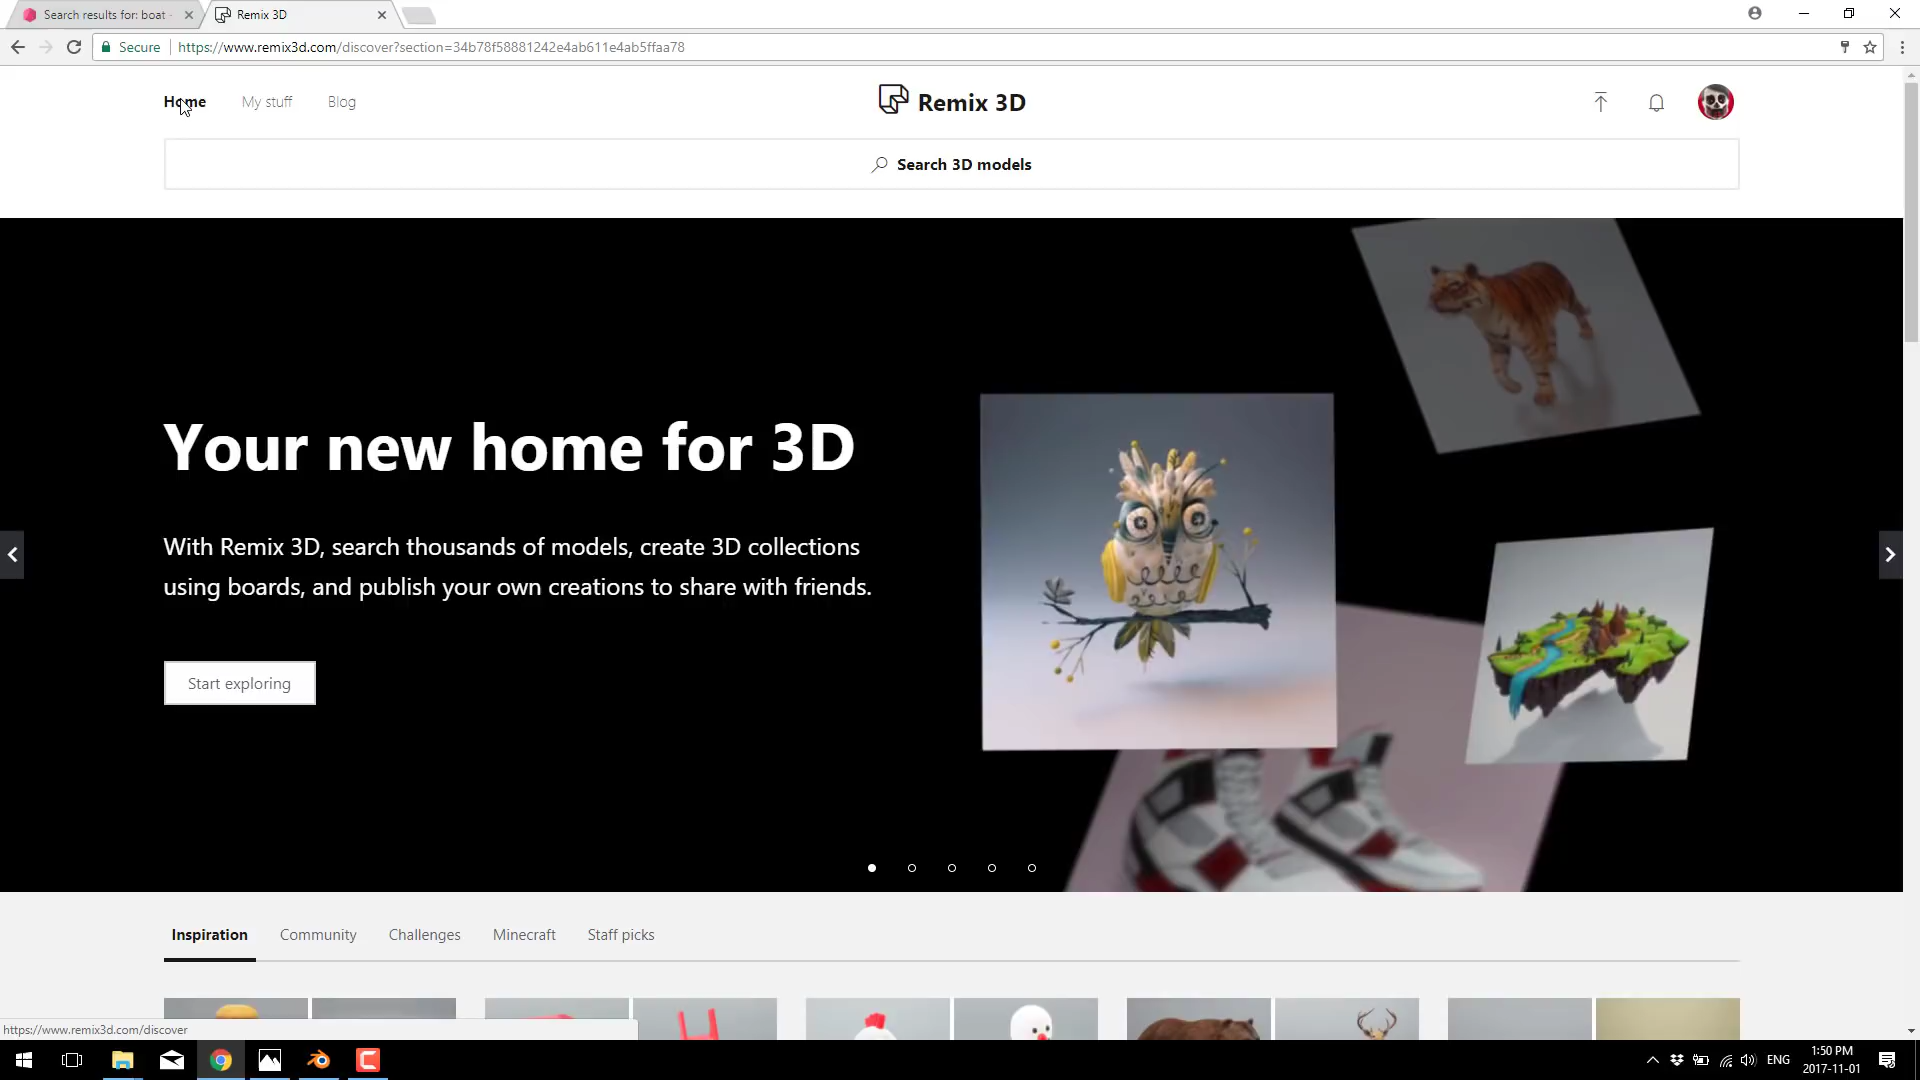 Search results for: boat -
Remix 3D
Secure https://www.remix3d.com/discover?section=34b78f58881242e4ab611e4ab5ffaa78
Home My stuff Blog
Remix 3D
Search 3D models
Your new home for 3D
With Remix 3D, search thousands of models, create 3D collections
using boards, and publish your own creations to share with friends.
Start exploring
Inspiration Community Challenges Minecraft Staff picks
https://www.remix3d.com/discover
ENG
1:50 PM
2017-11-01